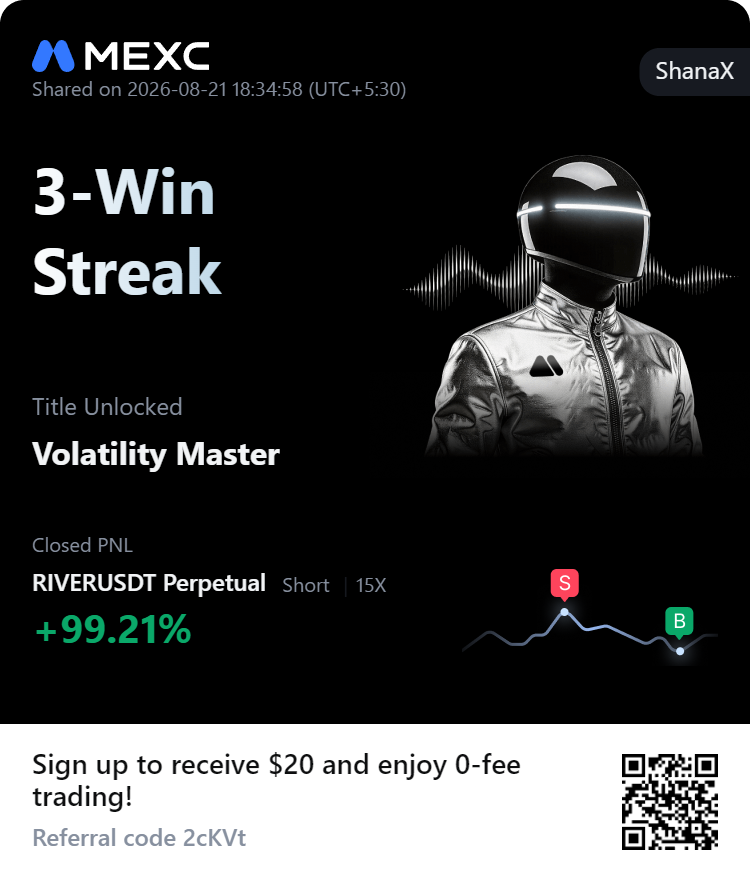 MEXC
Shared on 2026-08-21 18:34:58 (UTC+5:30)
ShanaX
3-Win
Streak
Title Unlocked
Volatility Master
Closed PNL
RIVERUSDT Perpetual Short | 15X
+99.21%
S
B
Sign up to receive $20 and enjoy 0-fee
trading!
Referral code 2cKVt